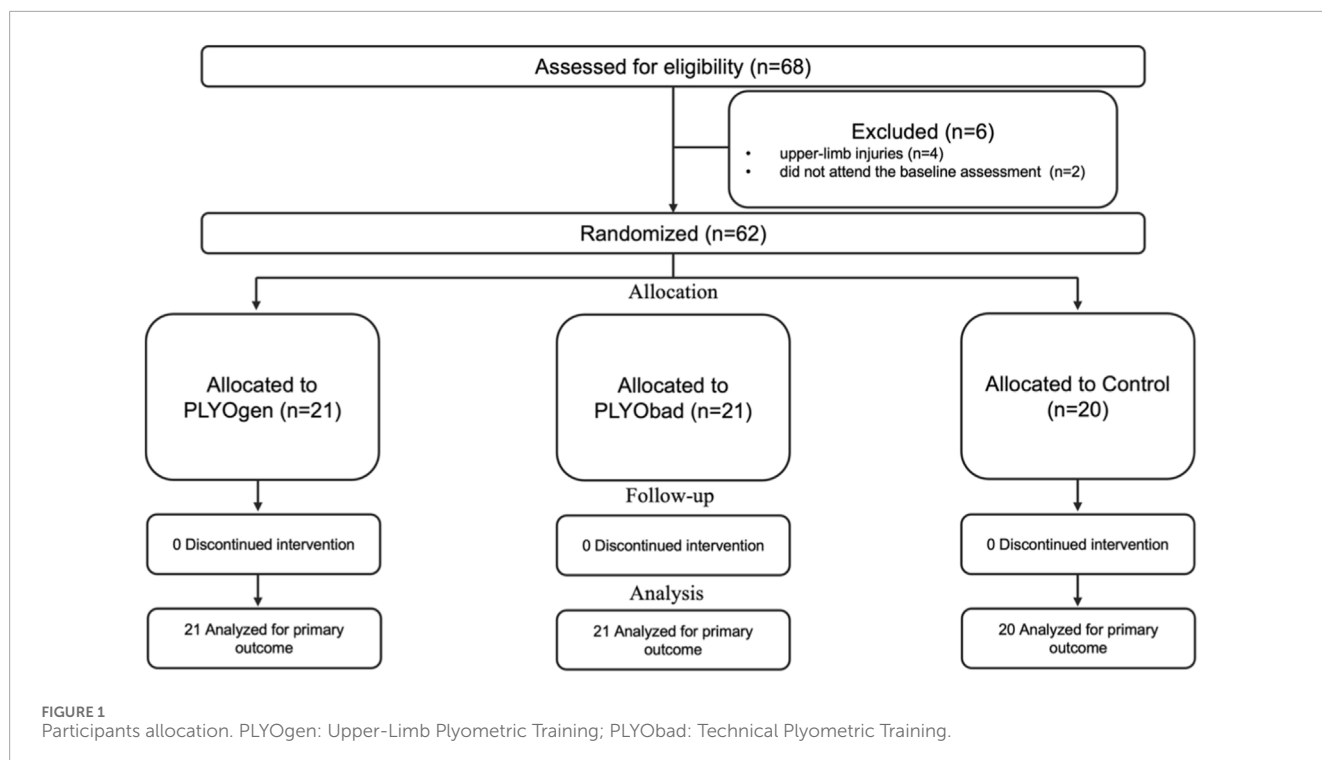 Assessed for eligibility (n=68)
Excluded (n=6)
• upper-limb injuries (n=4)
• did not attend the baseline assessment (n=2)
Randomized (n=62)
Allocation
Allocated to
PLYOgen (n=21)
Allocated to
PLYObad (n=21)
Allocated to Control
(n=20)
Follow-up
0 Discontinued intervention
0 Discontinued intervention
0 Discontinued intervention
Analysis
21 Analyzed for primary
outcome
21 Analyzed for primary
outcome
20 Analyzed for primary
outcome
FIGURE 1
Participants allocation. PLYOgen: Upper-Limb Plyometric Training; PLYObad: Technical Plyometric Training.